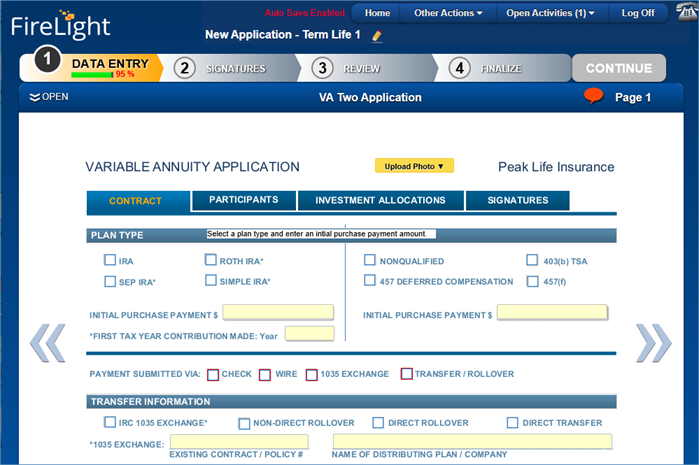 FireLight
Auto Save Enabled
Home
Other Actions
Open Activities (1)
Log Off
New Application - Term Life 1
1 DATA ENTRY
95 %
2 SIGNATURES
3 REVIEW
4 FINALIZE
CONTINUE
OPEN
VA Two Application
Page 1
VARIABLE ANNUITY APPLICATION
Upload Photo ▼
Peak Life Insurance
CONTRACT
PARTICIPANTS
INVESTMENT ALLOCATIONS
SIGNATURES
PLAN TYPE
Select a plan type and enter an intial purchase payment amount.
IRA
ROTH IRA*
NONQUALIFIED
403(b) TSA
SEP IRA*
SIMPLE IRA*
457 DEFERRED COMPENSATION
457(f)
INITIAL PURCHASE PAYMENT $
INITIAL PURCHASE PAYMENT $
*FIRST TAX YEAR CONTRIBUTION MADE: Year
PAYMENT SUBMITTED VIA:
CHECK
WIRE
1035 EXCHANGE
TRANSFER / ROLLOVER
TRANSFER INFORMATION
IRC 1035 EXCHANGE*
NON-DIRECT ROLLOVER
DIRECT ROLLOVER
DIRECT TRANSFER
*1035 EXCHANGE:
EXISTING CONTRACT / POLICY #
NAME OF DISTRIBUTING PLAN / COMPANY